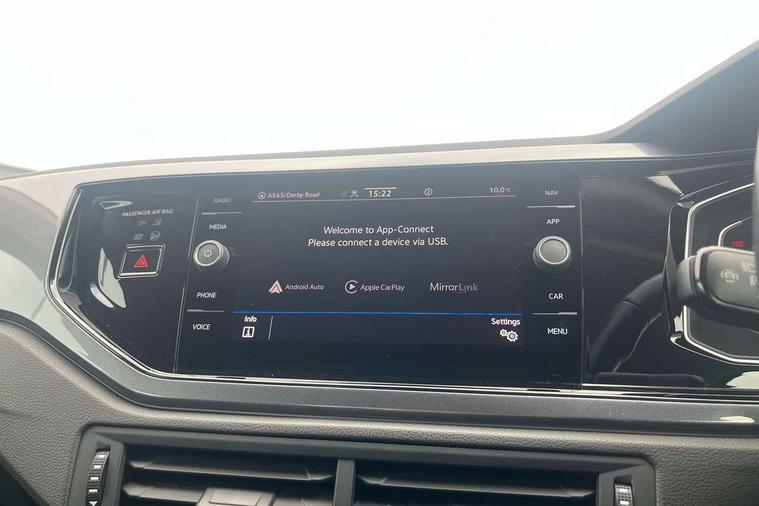 RADIO
A565/Derby Road
15:22
10.0°C
NAV
PASSENGER AIR BAG
OFF
MEDIA
Welcome to App-Connect
Please connect a device via USB.
APP
Android Auto
Apple CarPlay
MirrorLink
PHONE
CAR
VOICE
Info
Settings
MENU